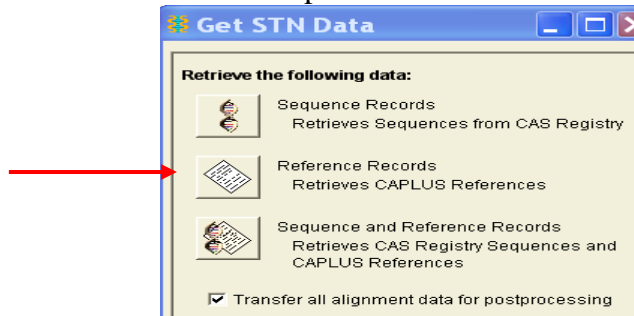 Get STN Data
Retrieve the following data:
Sequence Records
Retrieves Sequences from CAS Registry
Reference Records
Retrieves CAPLUS References
Sequence and Reference Records
Retrieves CAS Registry Sequences and
CAPLUS References
Transfer all alignment data for postprocessing